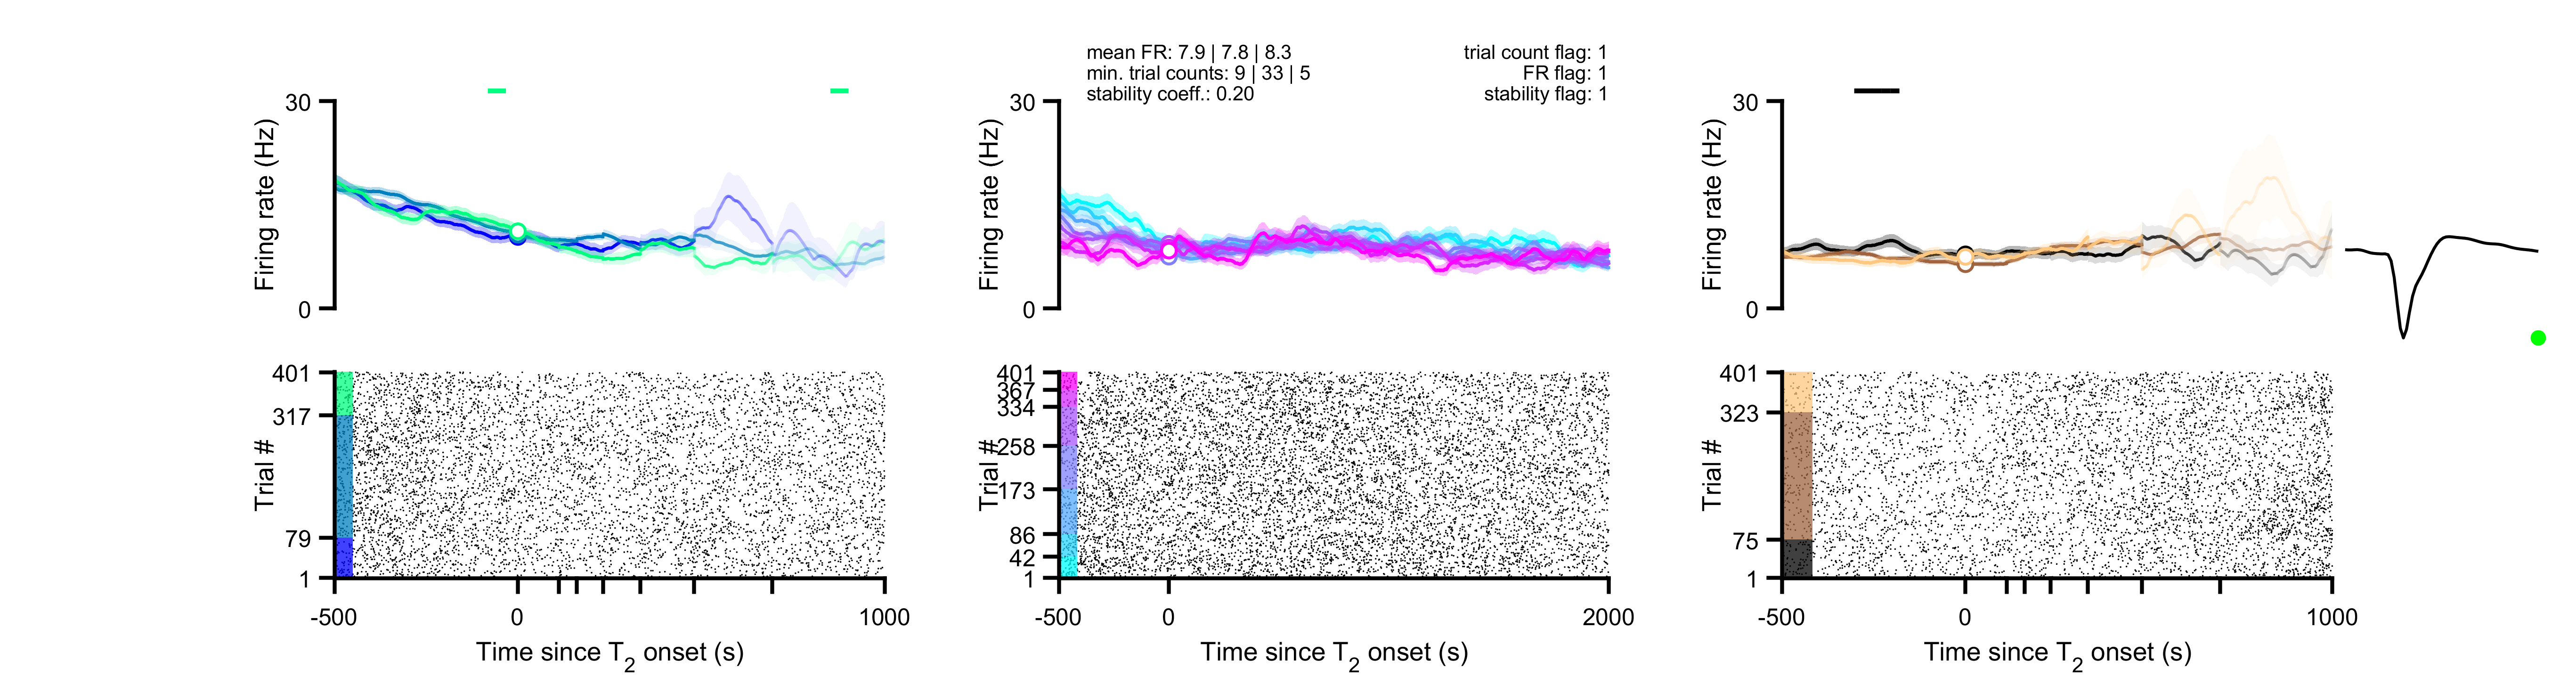 mean FR: 7.9 | 7.8 | 8.3
min. trial counts: 9 | 33 | 5
stability coeff.: 0.20
trial count flag: 1
FR flag: 1
stability flag: 1
30
Firing rate (Hz)
0
30
Firing rate (Hz)
0
30
Firing rate (Hz)
0
401
317
Trial #
79
1
-500
0
1000
Time since T2 onset (s)
401
367
334
258
Trial #
173
86
42
1
-500
0
2000
Time since T2 onset (s)
401
323
Trial #
75
1
-500
0
1000
Time since T2 onset (s)